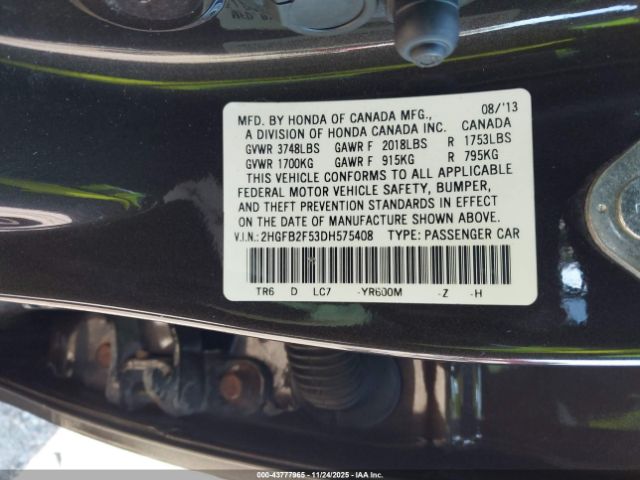 MFD. BY HONDA OF CANADA MFG., 08/'13
A DIVISION OF HONDA CANADA INC. CANADA
GVWR 3748LBS GAWR F 2018LBS R 1753LBS
GVWR 1700KG GAWR F 915KG R 795KG
THIS VEHICLE CONFORMS TO ALL APPLICABLE
FEDERAL MOTOR VEHICLE SAFETY, BUMPER,
AND THEFT PREVENTION STANDARDS IN EFFECT
ON THE DATE OF MANUFACTURE SHOWN ABOVE.
V.I.N.: 2HGFB2F53DH575408 TYPE: PASSENGER CAR
TR6 D LC7 -YR600M -Z -H
000-43777965 - 11/24/2025 - IAA Inc.